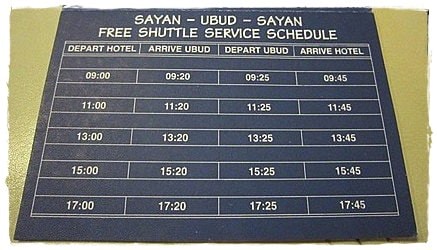 SAYAN - UBUD - SAYAN
FREE SHUTTLE SERVICE SCHEDULE
DEPART HOTEL ARRIVE UBUD DEPART UBUD ARRIVE HOTEL
09:00 09:20 09:25 09:45
11:00 11:20 11:25 11:45
13:00 13:20 13:25 13:45
15:00 15:20 15:25 15:45
17:00 17:20 17:25 17:45